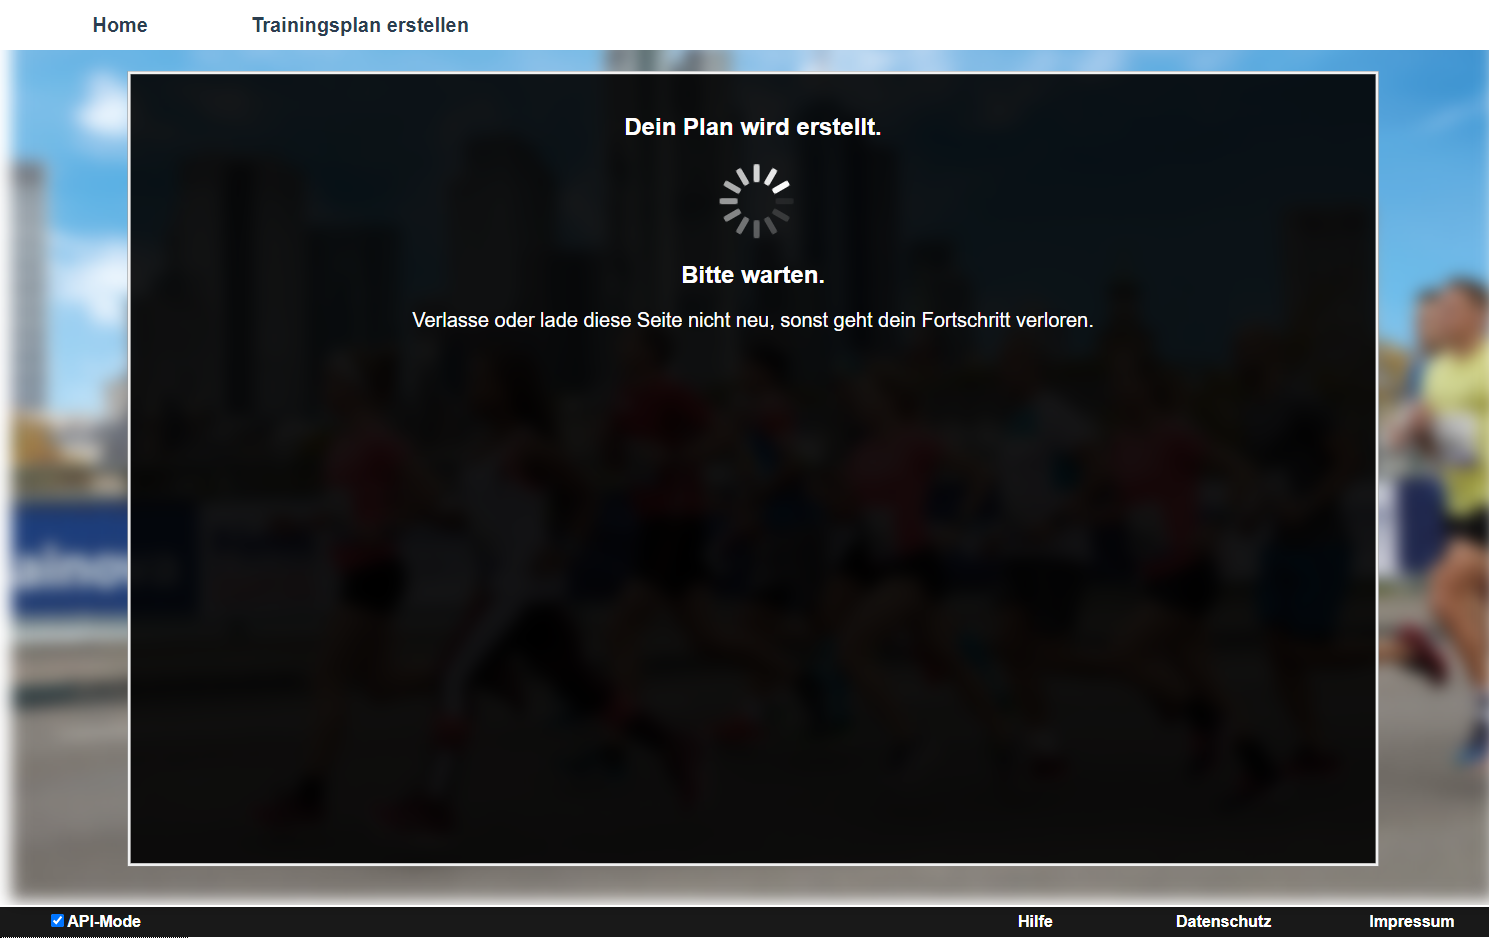 Home Trainingsplan erstellen
Dein Plan wird erstellt.
Bitte warten.
Verlasse oder lade diese Seite nicht neu, sonst geht dein Fortschritt verloren.
API-Mode Hilfe Datenschutz Impressum